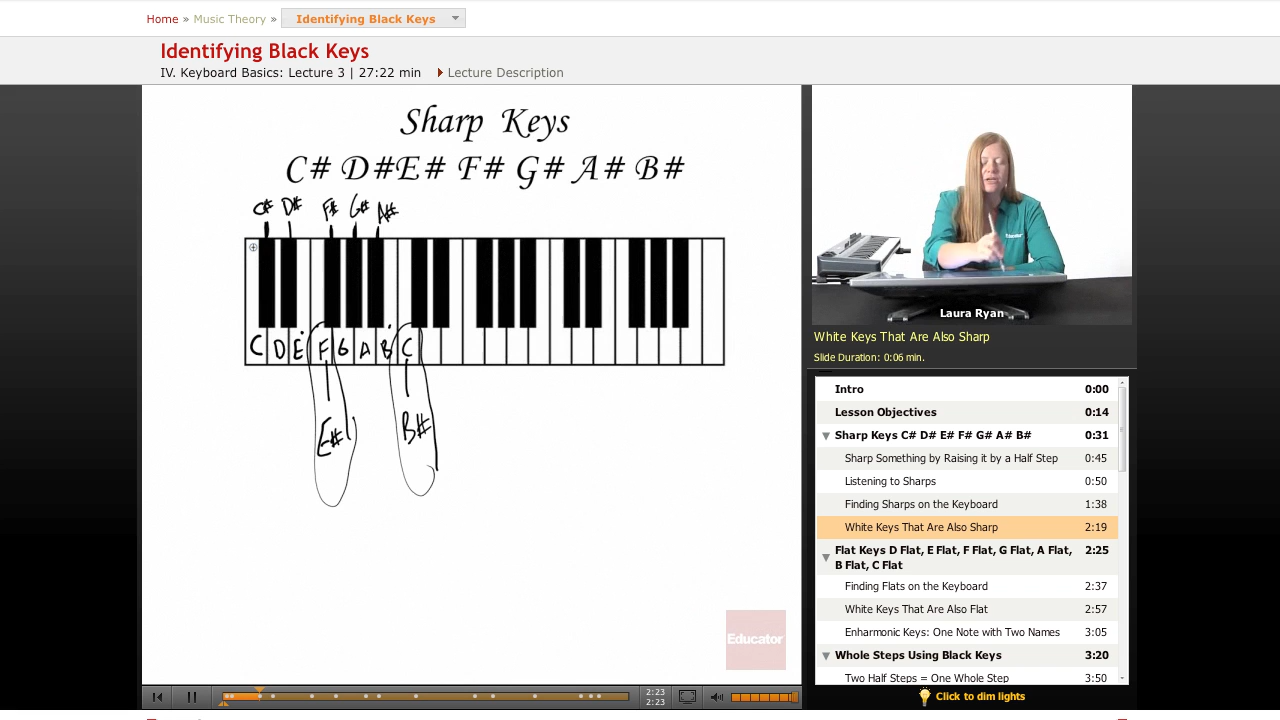 Home » Music Theory » Identifying Black Keys
Identifying Black Keys
IV. Keyboard Basics: Lecture 3 | 27:22 min Lecture Description
Sharp Keys
C# D# E# F# G# A# B#
C# D# F# G# A#
C D E F G A B C
E# B#
Educator
2:23
2:23
Laura Ryan
White Keys That Are Also Sharp
Slide Duration: 0:06 min.
Intro 0:00
Lesson Objectives 0:14
Sharp Keys C# D# E# F# G# A# B# 0:31
Sharp Something by Raising it by a Half Step 0:45
Listening to Sharps 0:50
Finding Sharps on the Keyboard 1:38
White Keys That Are Also Sharp 2:19
Flat Keys D Flat, E Flat, F Flat, G Flat, A Flat, 2:25
B Flat, C Flat
Finding Flats on the Keyboard 2:37
White Keys That Are Also Flat 2:57
Enharmonic Keys: One Note with Two Names 3:05
Whole Steps Using Black Keys 3:20
Two Half Steps = One Whole Step 3:50
Click to dim lights